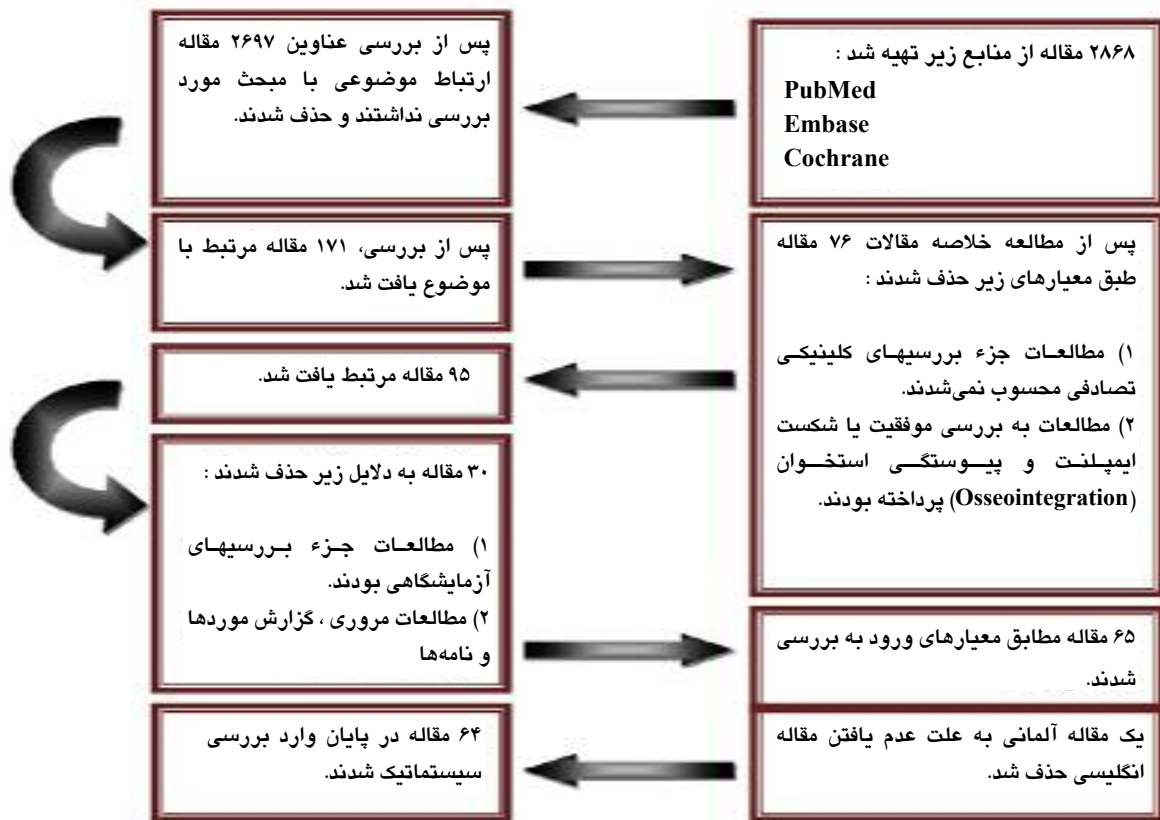 ۲۸۶۸ مقاله از منابع زیر تهیه شد :
PubMed
Embase
Cochrane
پس از بررسی عناوین ۲۶۹۷ مقاله
ارتباط موضوعی با مبحث مورد
بررسی نداشتند و حذف شدند.
پس از بررسی، ۱۷۱ مقاله مرتبط با
موضوع یافت شد.
پس از مطالعه خلاصه مقالات ۷۶ مقاله
طبق معیارهای زیر حذف شدند :
۱) مطالعات جزء بررسیهای کلینیکی
تصادفی محسوب نمی‌شدند.
۲) مطالعات به بررسی موفقیت یا شکست
ایمپلنت و پیوستگی استخوان
(Osseointegration) پرداخته بودند.
۹۵ مقاله مرتبط یافت شد.
۳۰ مقاله به دلایل زیر حذف شدند :
۱) مطالعات جزء بررسیهای
آزمایشگاهی بودند.
۲) مطالعات مروری ، گزارش موردها
و نامه‌ها
۶۵ مقاله مطابق معیارهای ورود به بررسی
شدند.
یک مقاله آلمانی به علت عدم یافتن مقاله
انگلیسی حذف شد.
۶۴ مقاله در پایان وارد بررسی
سیستماتیک شدند.